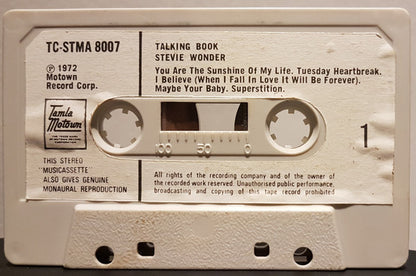 TC-STMA 8007
TALKING BOOK
STEVIE WONDER
℗ 1972
Motown
Record Corp.
You Are The Sunshine Of My Life. Tuesday Heartbreak.
I Believe (When I Fall In Love It Will Be Forever).
Maybe Your Baby. Superstition.
Tamla
Motown
1
100 50 0
THIS STEREO
"MUSICASSETTE"
ALSO GIVES GENUINE
MONAURAL REPRODUCTION
All rights of the recording company and of the owner of
the recorded work reserved. Unauthorised public performance,
broadcasting and copying of this tape record prohibited